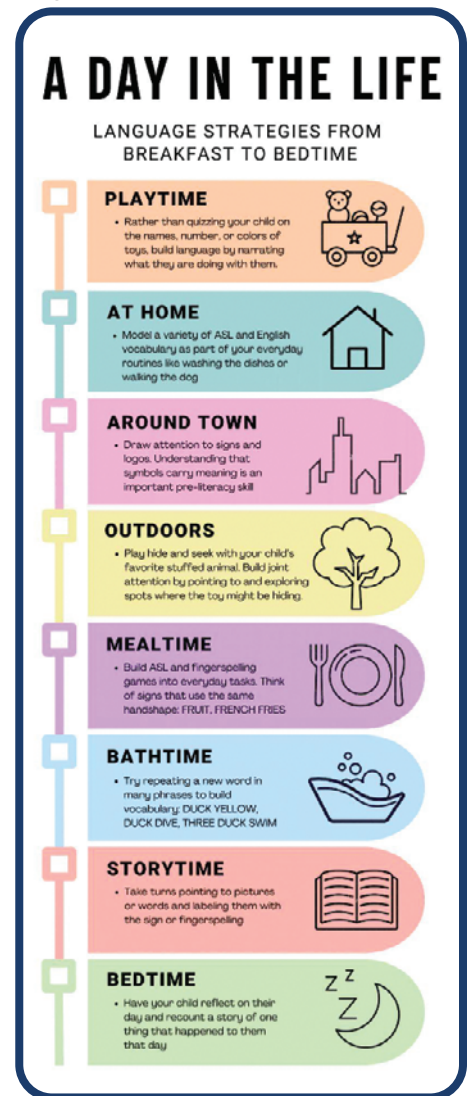 A DAY IN THE LIFE
LANGUAGE STRATEGIES FROM
BREAKFAST TO BEDTIME
PLAYTIME
• Rather than quizzing your child on
the names, number, or colors of
toys, build language by narrating
what they are doing with them.
AT HOME
• Model a variety of ASL and English
vocabulary as part of your everyday
routines like washing the dishes or
walking the dog
AROUND TOWN
• Draw attention to signs and
logos. Understanding that
symbols carry meaning is an
important pre-literacy skill
OUTDOORS
• Play hide and seek with your child's
favorite stuffed animal. Build joint
attention by pointing to and exploring
spots where the toy might be hiding.
MEALTIME
• Build ASL and fingerspelling
games into everyday tasks. Think
of signs that use the same
handshape: FRUIT, FRENCH FRIES
BATHTIME
• Try repeating a new word in
many phrases to build
vocabulary: DUCK YELLOW,
DUCK DIVE, THREE DUCK SWIM
STORYTIME
• Take turns pointing to pictures
or words and labeling them with
the sign or fingerspelling
BEDTIME
• Have your child reflect on their
day and recount a story of one
thing that happened to them
that day
Z Z
Z